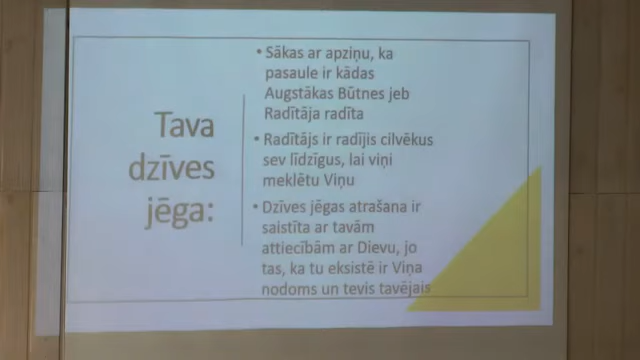 Tava
dzīves
jēga:
• Sākas ar apziņu, ka
pasaule ir kādas
Augstākas Būtnes jeb
Radītāja radīta
• Radītājs ir radījis cilvēkus
sev līdzīgus, lai viņi
meklētu Viņu
• Dzīves jēgas atrašana ir
saistīta ar tavām
attiecībām ar Dievu, jo
tas, ka tu eksistē ir Viņa
nodoms un tevis tavējais